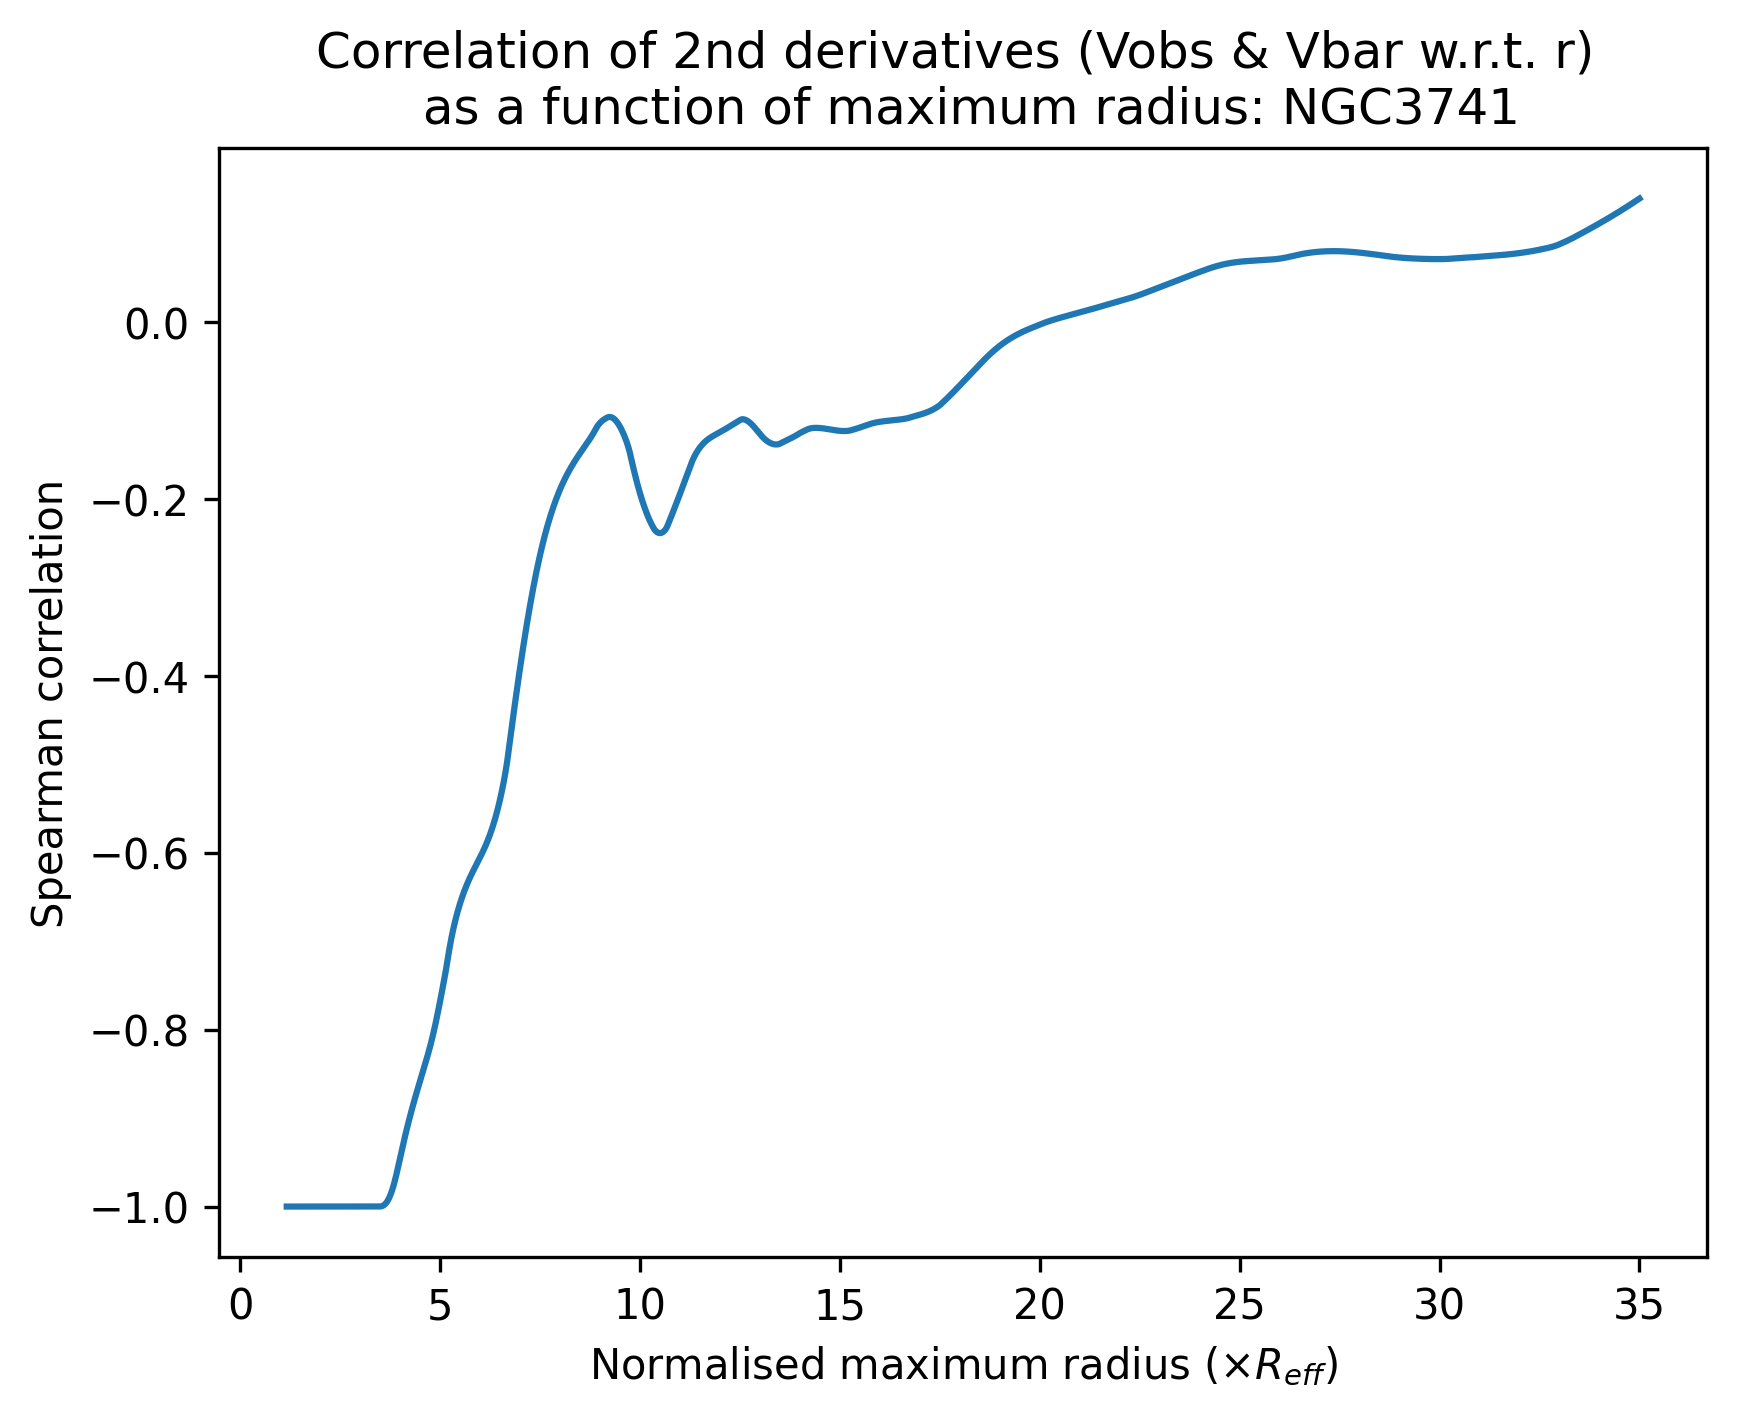 Correlation of 2nd derivatives (Vobs & Vbar w.r.t. r)
as a function of maximum radius: NGC3741
Spearman correlation
0.0
−0.2
−0.4
−0.6
−0.8
−1.0
0 5 10 15 20 25 30 35
Normalised maximum radius (×R_eff)